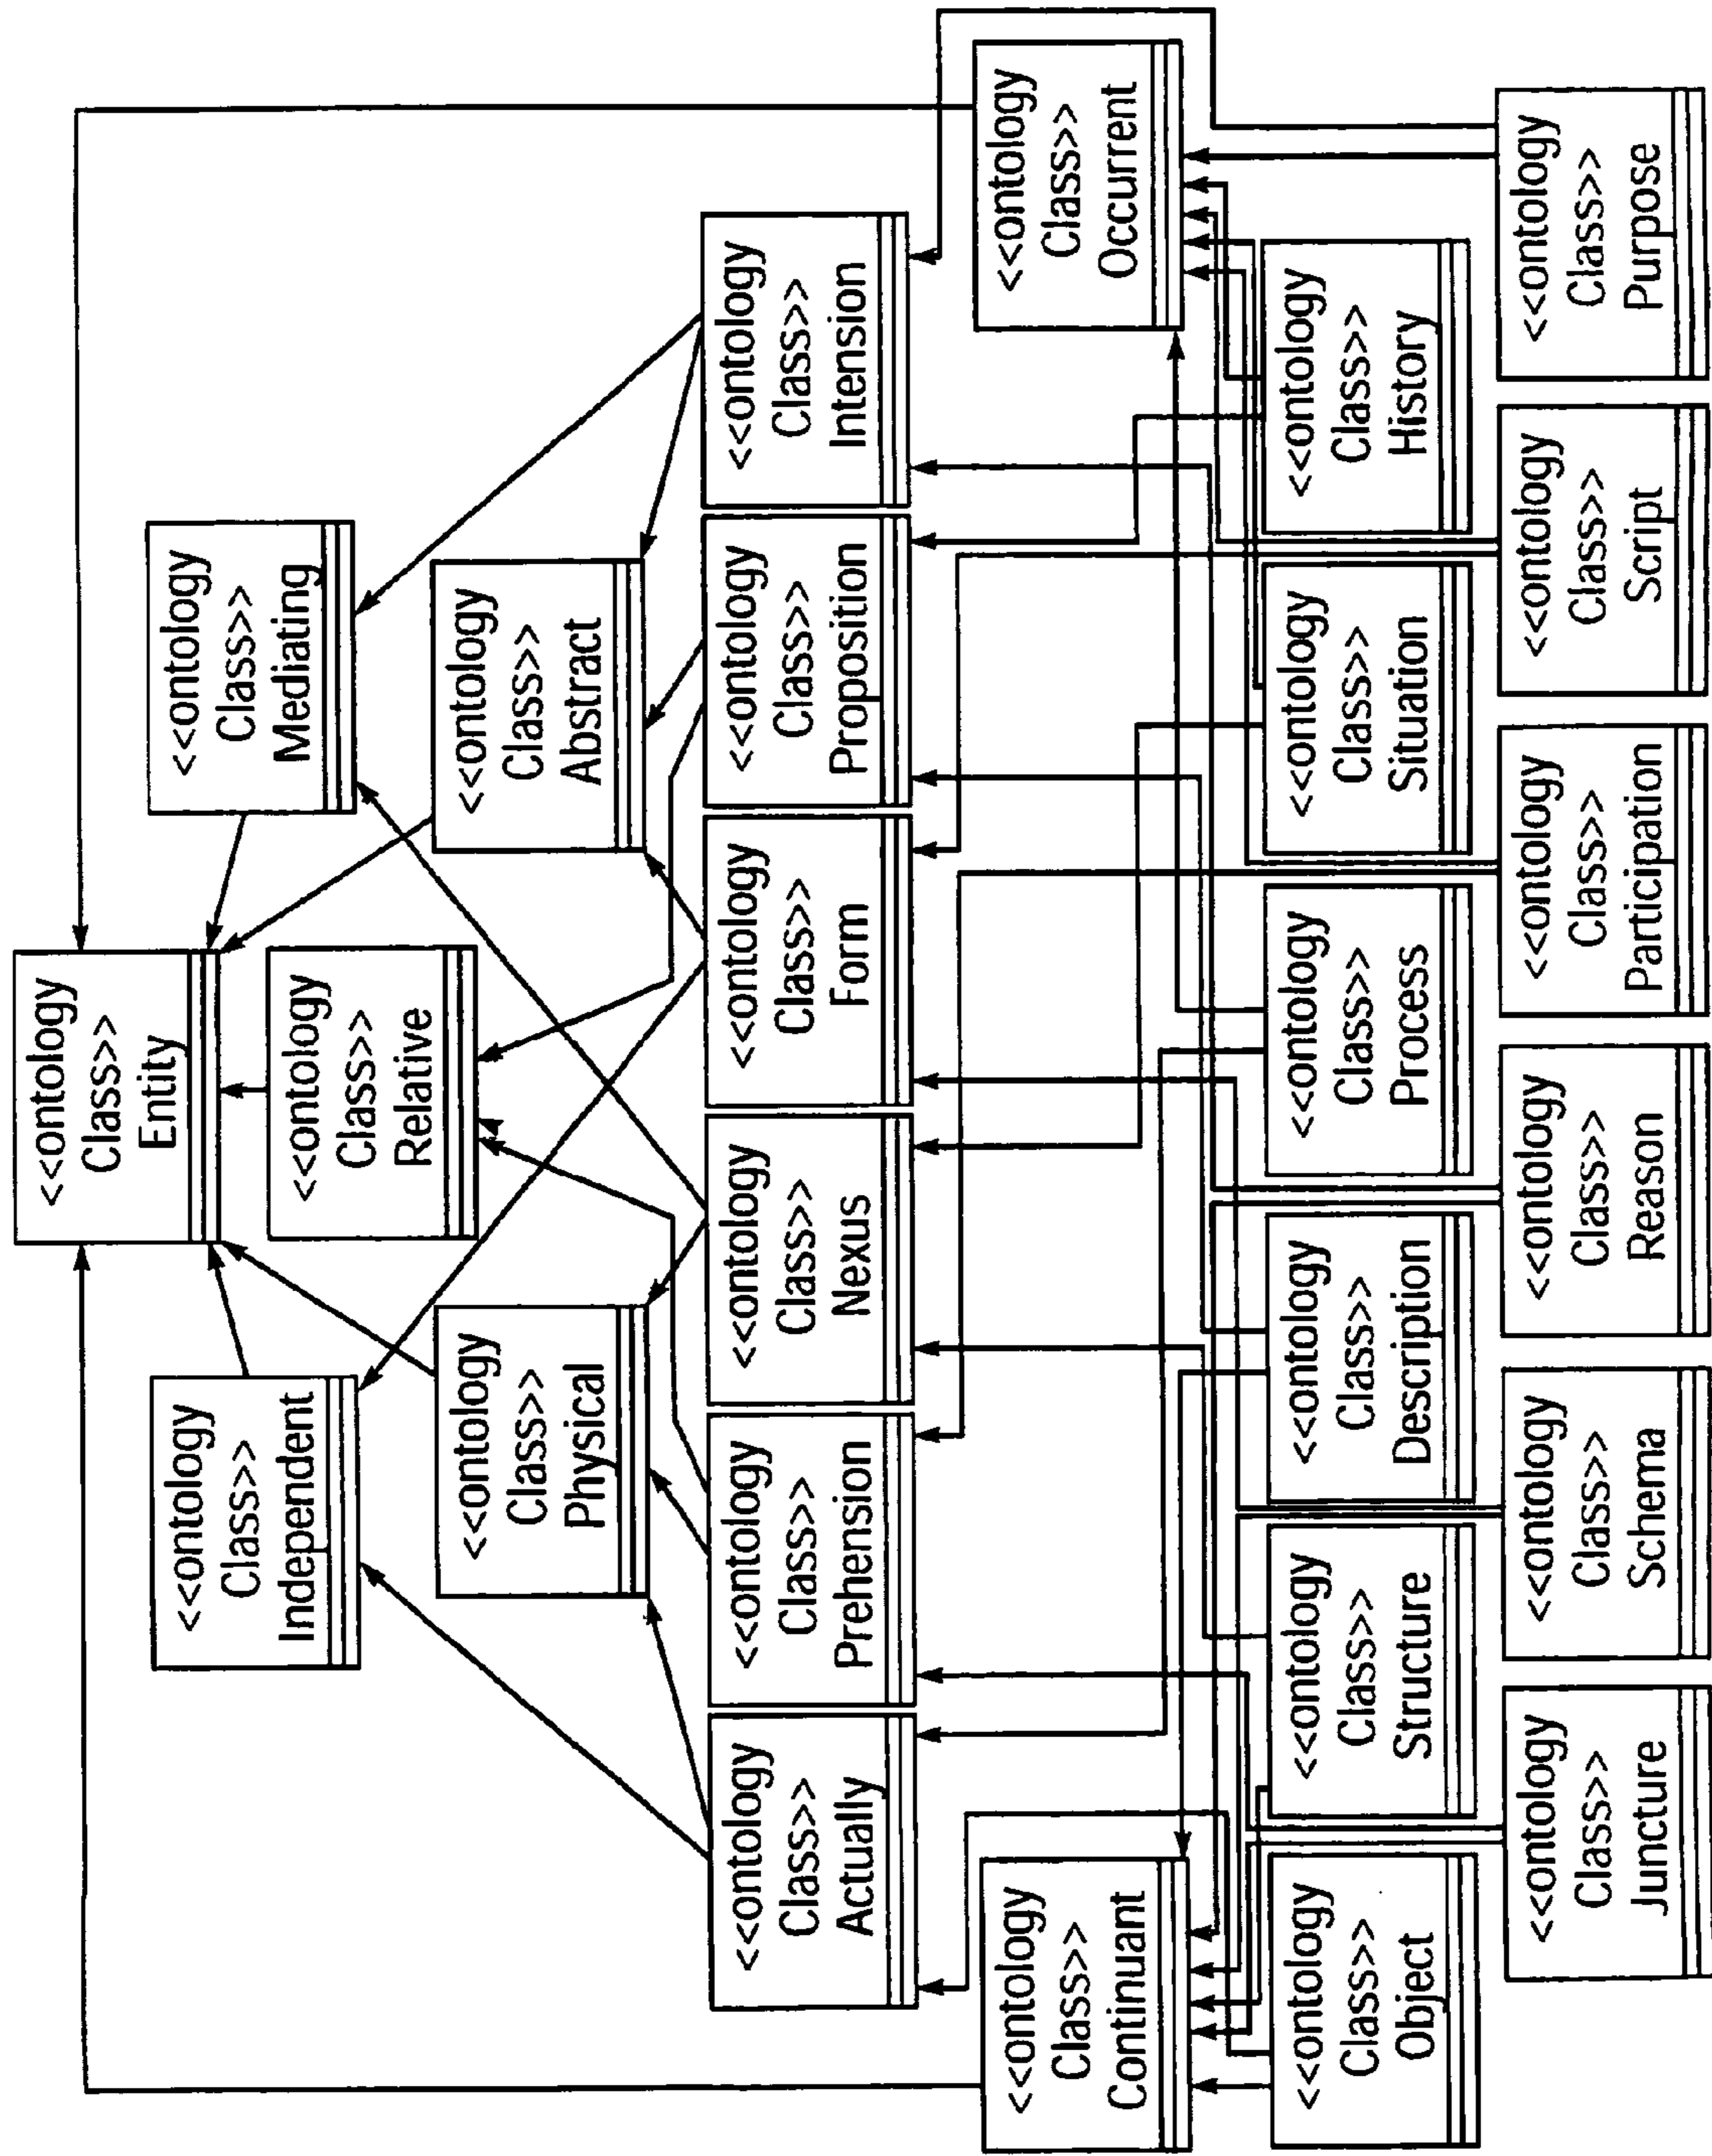 <<ontology
Class>>
Entity
<<ontology
Class>>
Independent
<<ontology
Class>>
Mediating
<<ontology
Class>>
Relative
<<ontology
Class>>
Physical
<<ontology
Class>>
Abstract
<<ontology
Class>>
Actually
<<ontology
Class>>
Prehension
<<ontology
Class>>
Nexus
<<ontology
Class>>
Form
<<ontology
Class>>
Proposition
<<ontology
Class>>
Intension
<<ontology
Class>>
Continuant
<<ontology
Class>>
Occurrent
<<ontology
Class>>
Object
<<ontology
Class>>
Structure
<<ontology
Class>>
Description
<<ontology
Class>>
Process
<<ontology
Class>>
Situation
<<ontology
Class>>
History
<<ontology
Class>>
Juncture
<<ontology
Class>>
Schema
<<ontology
Class>>
Reason
<<ontology
Class>>
Participation
<<ontology
Class>>
Script
<<ontology
Class>>
Purpose